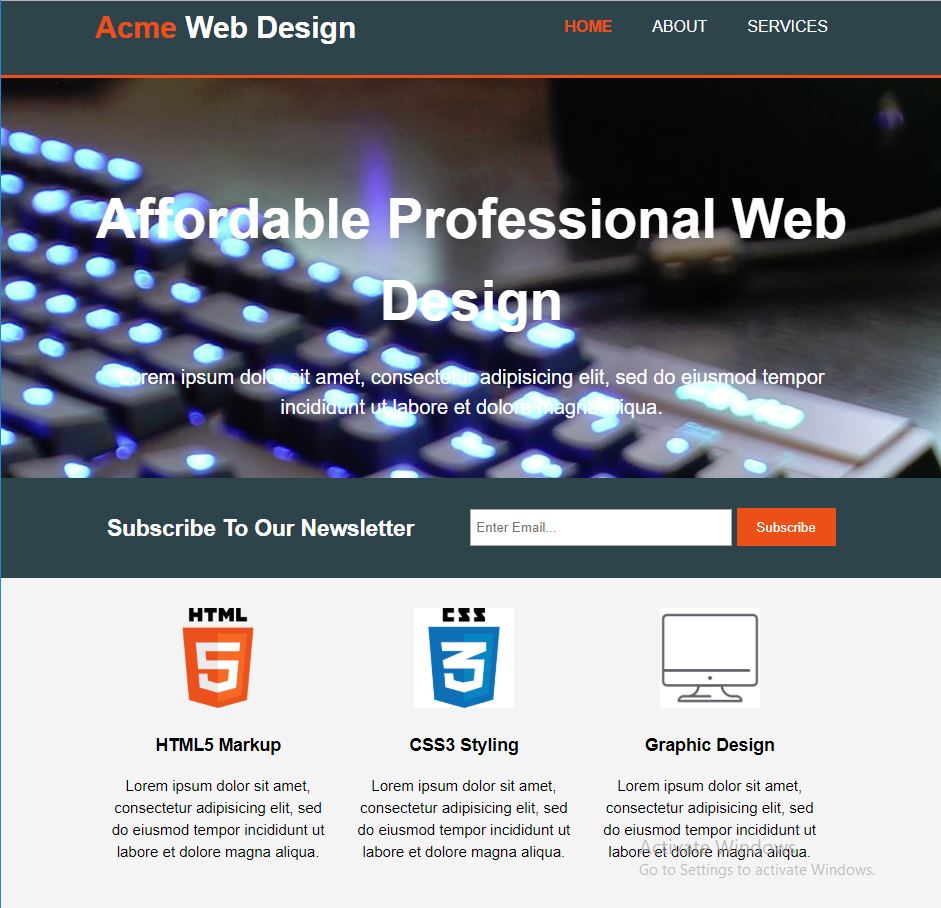 Acme Web Design
HOME ABOUT SERVICES
Affordable Professional Web
Design
Lorem ipsum dolor sit amet, consectetur adipisicing elit, sed do eiusmod tempor
incididunt ut labore et dolore magna aliqua.
Subscribe To Our Newsletter
Enter Email...
Subscribe
HTML
5
CSS
3
HTML5 Markup
Lorem ipsum dolor sit amet,
consectetur adipisicing elit, sed
do eiusmod tempor incididunt ut
labore et dolore magna aliqua.
CSS3 Styling
Lorem ipsum dolor sit amet,
consectetur adipisicing elit, sed
do eiusmod tempor incididunt ut
labore et dolore magna aliqua.
Graphic Design
Lorem ipsum dolor sit amet,
consectetur adipisicing elit, sed
do eiusmod tempor incididunt ut
labore et dolore magna aliqua.
Activate Windows
Go to Settings to activate Windows.